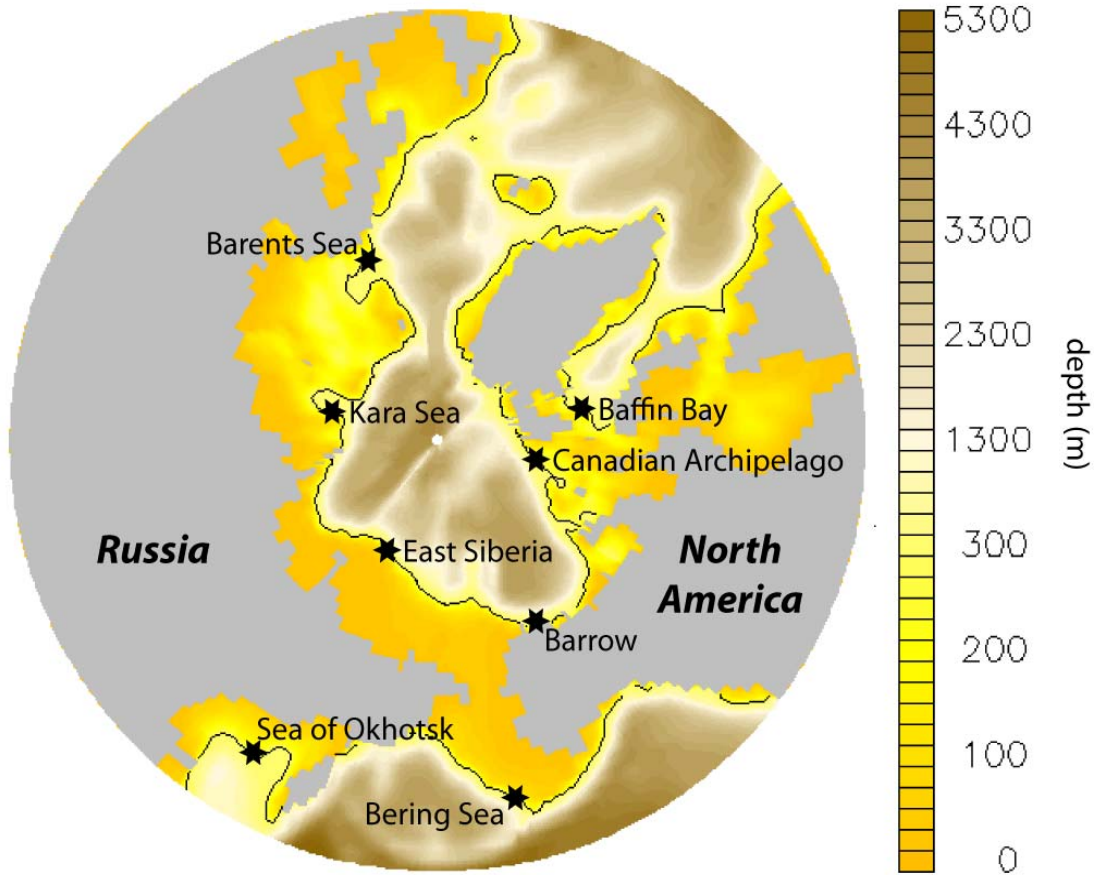 Barents Sea
Kara Sea
Baffin Bay
Canadian Archipelago
Russia
East Siberia
North
America
Barrow
Sea of Okhotsk
Bering Sea
5300
4300
3300
2300
1300
300
200
100
0
depth (m)